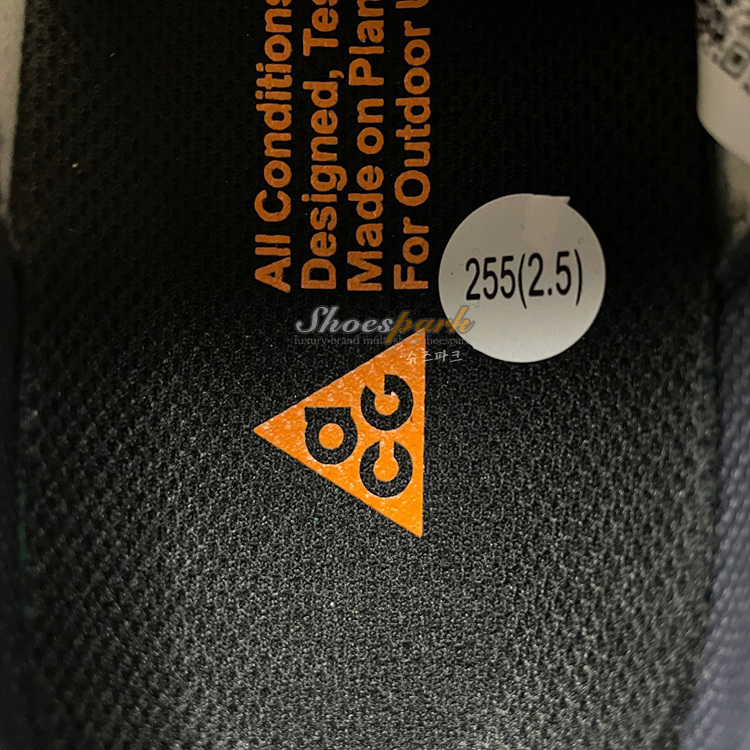 All Conditions
Designed, Tes
Made on Plan
For Outdoor U
255(2.5)
Shoespark
luxury-brand mul
슈즈파크
ACG